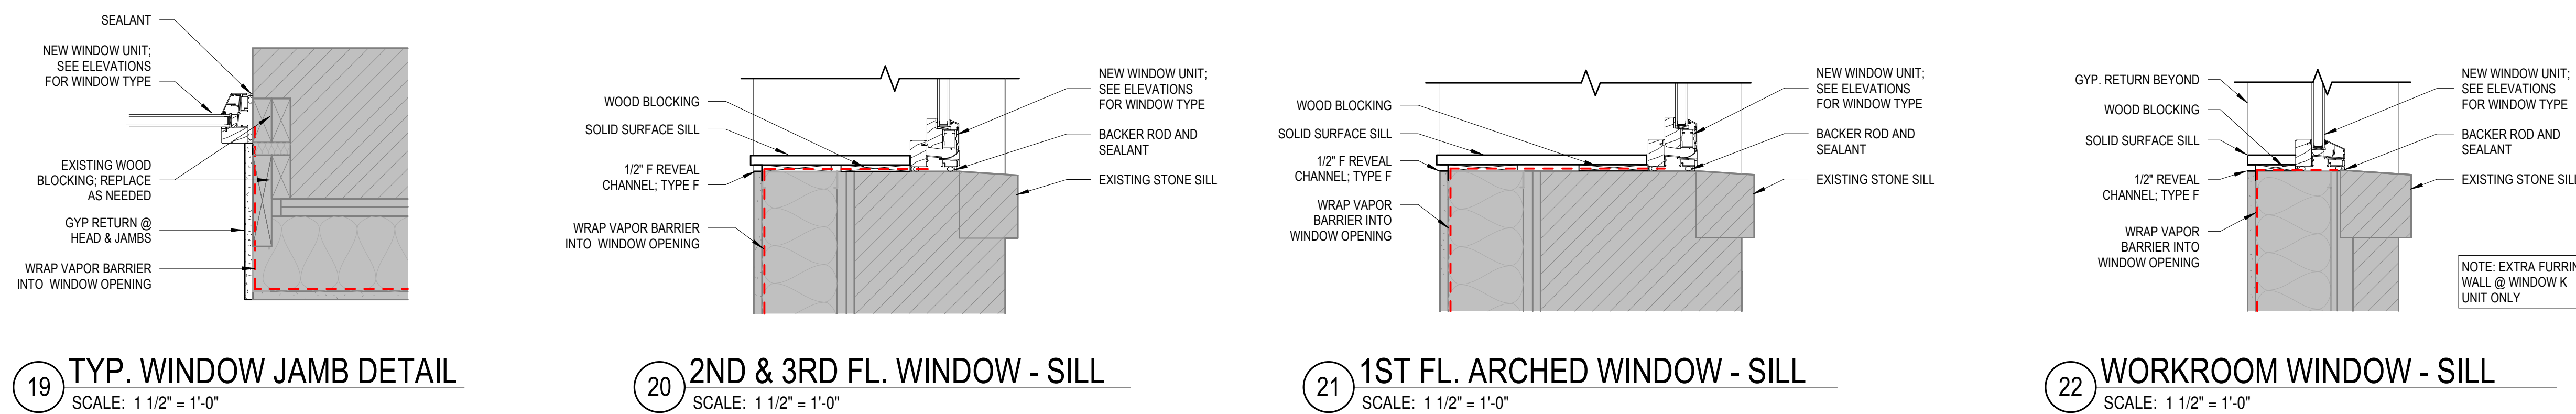 SEALANT
NEW WINDOW UNIT;
SEE ELEVATIONS
FOR WINDOW TYPE
EXISTING WOOD
BLOCKING; REPLACE
AS NEEDED
GYP RETURN @
HEAD & JAMBS
WRAP VAPOR BARRIER
INTO WINDOW OPENING
19
TYP. WINDOW JAMB DETAIL
SCALE: 1 1/2" = 1'-0"
WOOD BLOCKING
SOLID SURFACE SILL
1/2" F REVEAL
CHANNEL; TYPE F
WRAP VAPOR BARRIER
INTO WINDOW OPENING
NEW WINDOW UNIT;
SEE ELEVATIONS
FOR WINDOW TYPE
BACKER ROD AND
SEALANT
EXISTING STONE SILL
20
2ND & 3RD FL. WINDOW - SILL
SCALE: 1 1/2" = 1'-0"
WOOD BLOCKING
SOLID SURFACE SILL
1/2" F REVEAL
CHANNEL; TYPE F
WRAP VAPOR
BARRIER INTO
WINDOW OPENING
NEW WINDOW UNIT;
SEE ELEVATIONS
FOR WINDOW TYPE
BACKER ROD AND
SEALANT
EXISTING STONE SILL
21
1ST FL. ARCHED WINDOW - SILL
SCALE: 1 1/2" = 1'-0"
GYP. RETURN BEYOND
WOOD BLOCKING
SOLID SURFACE SILL
1/2" REVEAL
CHANNEL; TYPE F
WRAP VAPOR
BARRIER INTO
WINDOW OPENING
NEW WINDOW UNIT;
SEE ELEVATIONS
FOR WINDOW TYPE
BACKER ROD AND
SEALANT
EXISTING STONE SILL
NOTE: EXTRA
WALL @ WINDOW K
UNIT ONLY
22
WORKROOM WINDOW - SILL
SCALE: 1 1/2" = 1'-0"